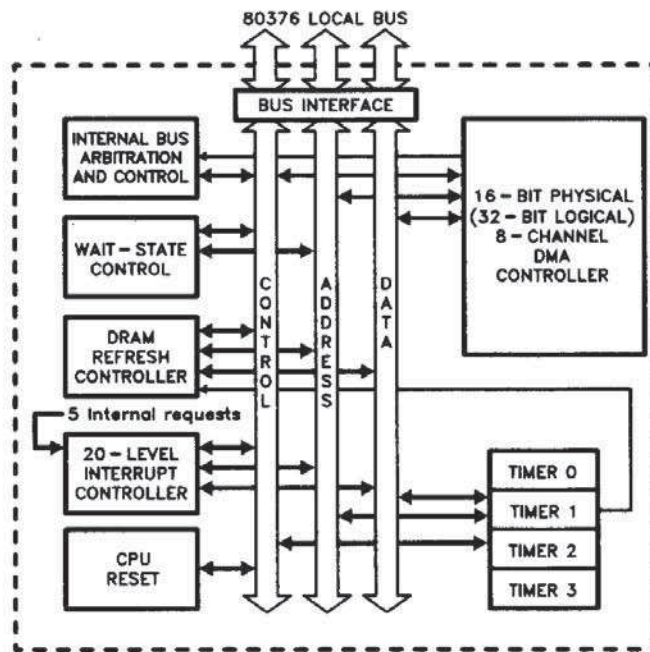 80376 LOCAL BUS
BUS INTERFACE
INTERNAL BUS
ARBITRATION
AND CONTROL
16-BIT PHYSICAL
(32-BIT LOGICAL)
8-CHANNEL
DMA
CONTROLLER
WAIT-STATE
CONTROL
CONTROL
ADDRESS
DATA
DRAM
REFRESH
CONTROLLER
5 Internal requests
20-LEVEL
INTERRUPT
CONTROLLER
TIMER 0
TIMER 1
TIMER 2
TIMER 3
CPU
RESET